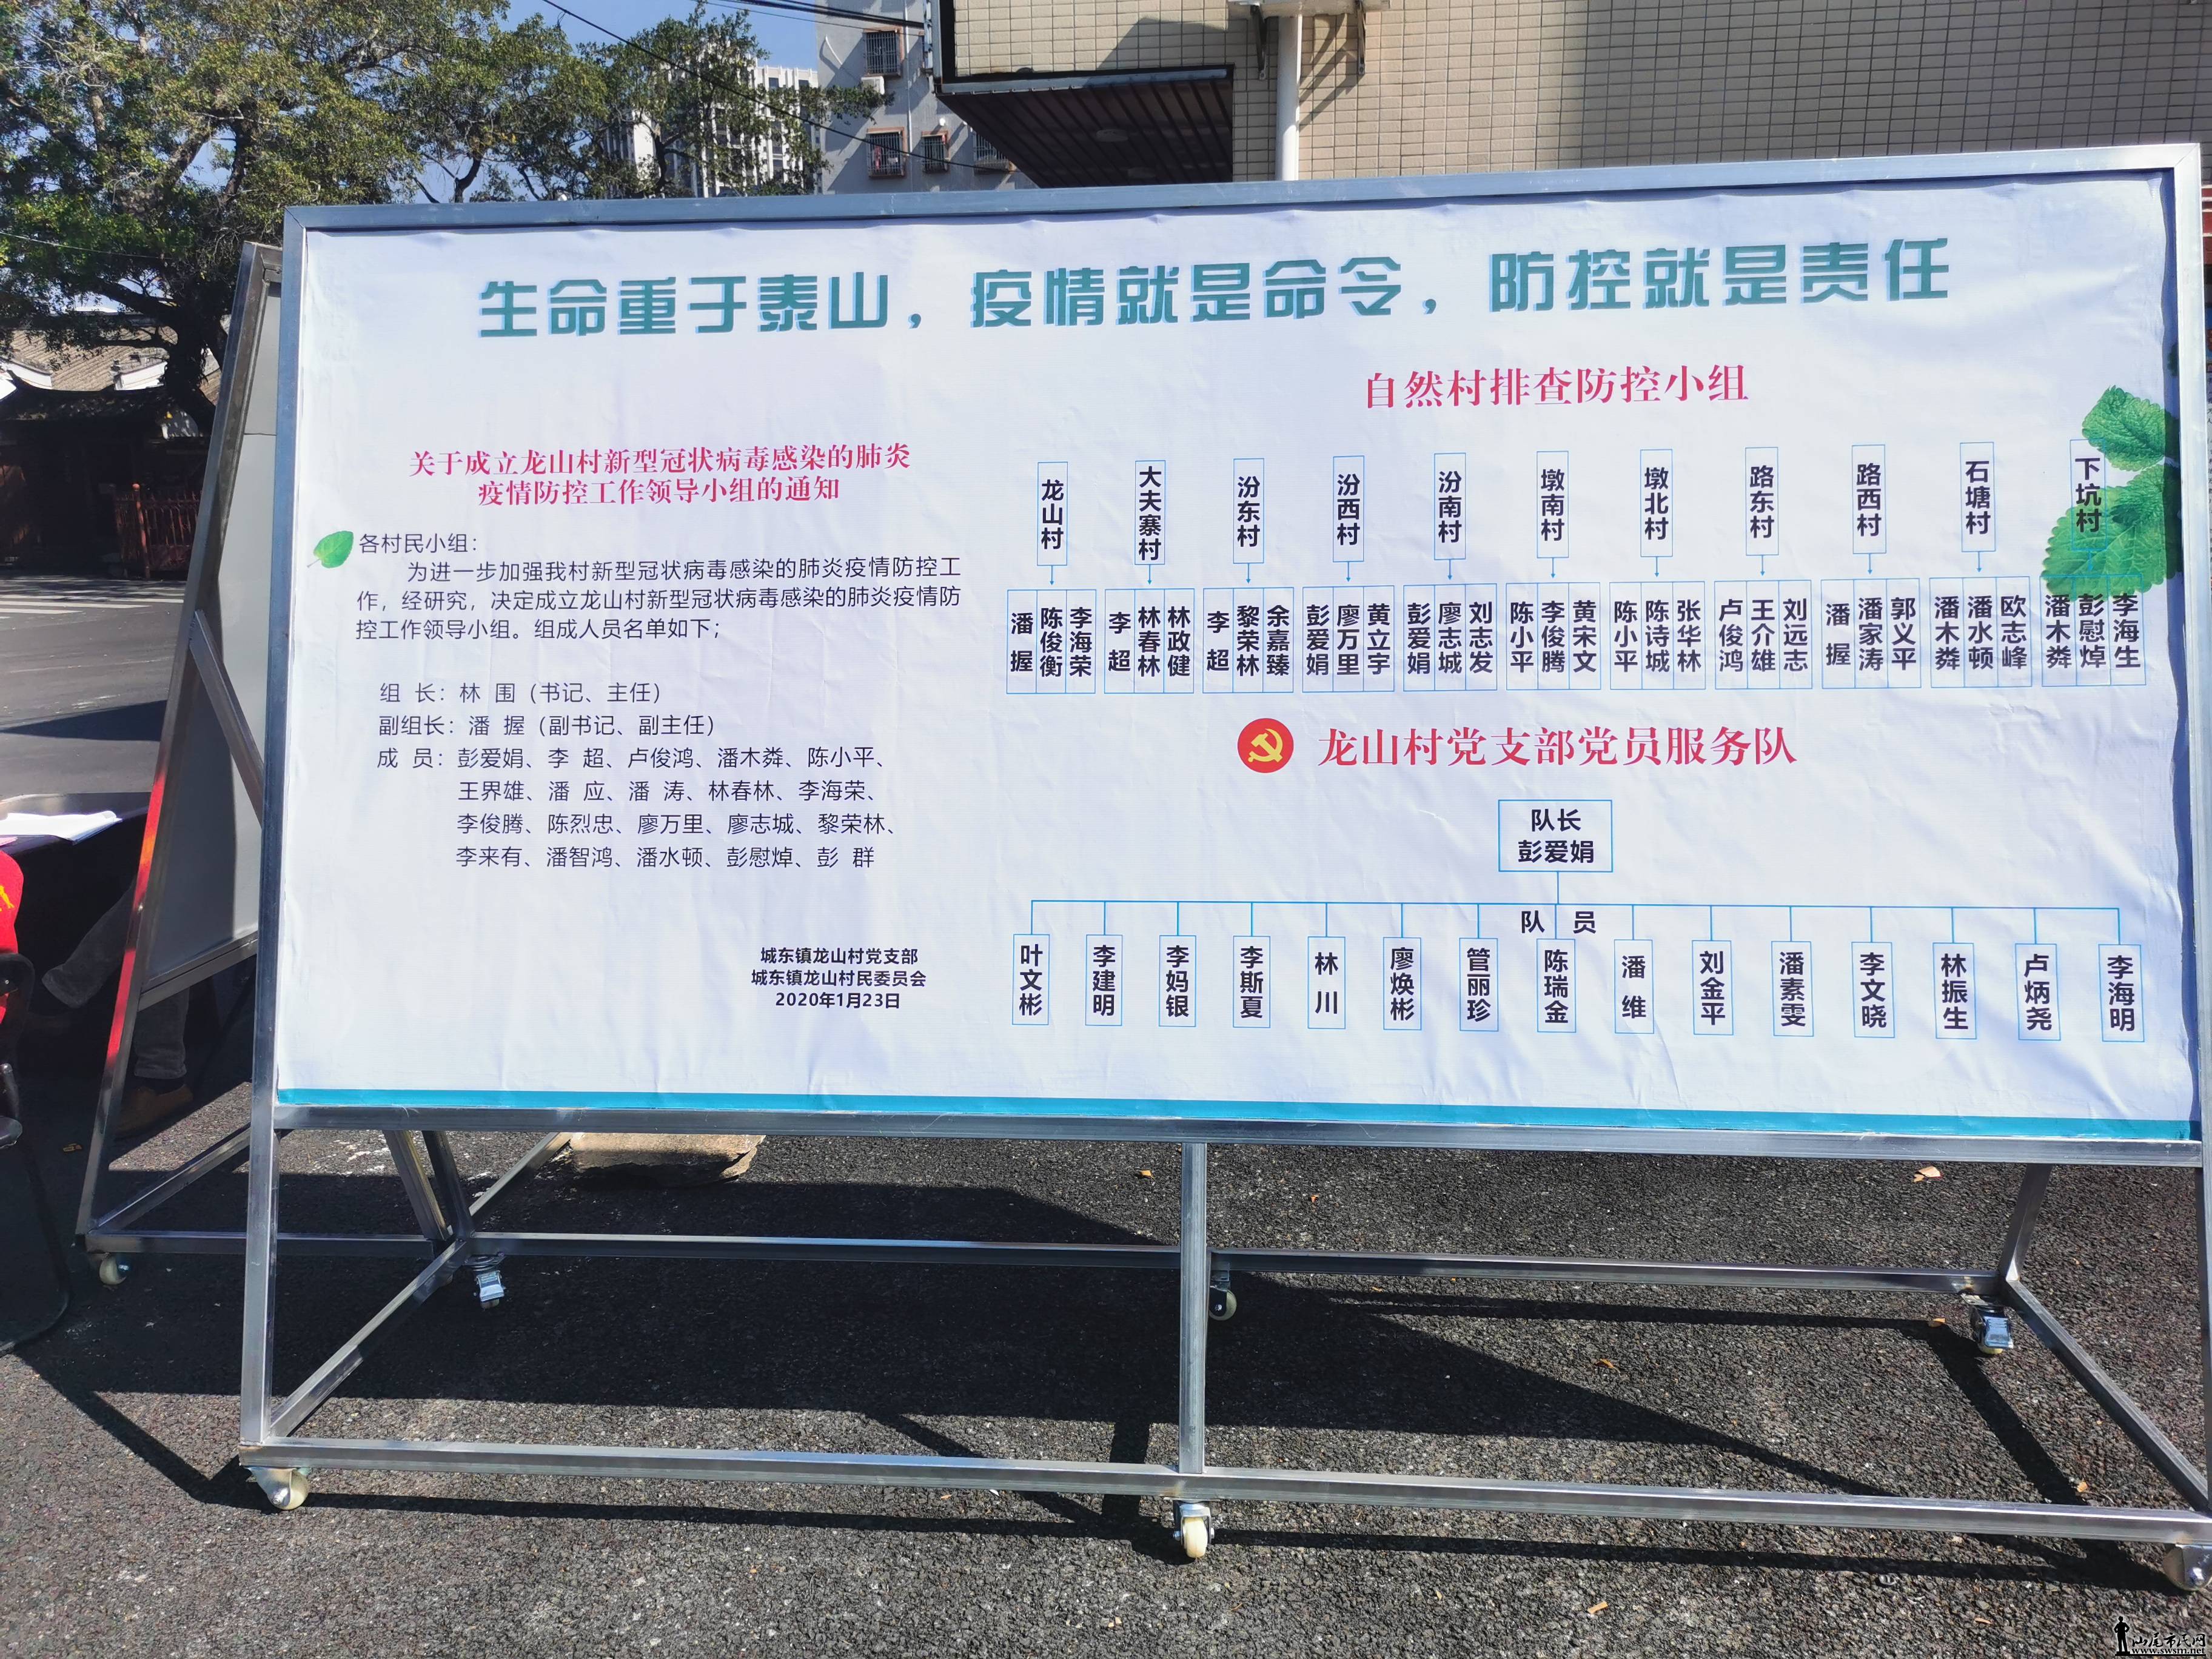 生命重于泰山，疫情就是命令，防控就是责任
关于成立龙山村新型冠状病毒感染的肺炎
疫情防控工作领导小组的通知
各村民小组：
为进一步加强我村新型冠状病毒感染的肺炎疫情防控工
作，经研究，决定成立龙山村新型冠状病毒感染的肺炎疫情防
控工作领导小组。组成人员名单如下；
组 长：林 围（书记、主任）
副组长：潘 握（副书记、副主任）
成 员：彭爱娟、李 超、卢俊鸿、潘木粦、陈小平、
王界雄、潘 应、潘 涛、林春林、李海荣、
李俊腾、陈烈忠、廖万里、廖志城、黎荣林、
李来有、潘智鸿、潘水顿、彭慰焯、彭 群
城东镇龙山村党支部
城东镇龙山村民委员会
2020年1月23日
自然村排查防控小组
龙山村
潘 握
陈俊衡
李海荣
大夫寨村
李 超
林春林
林政健
汾东村
李 超
黎荣林
余嘉臻
汾西村
彭爱娟
廖万里
黄立宇
汾南村
彭爱娟
廖志城
刘志发
墩南村
陈小平
李俊腾
黄宋文
墩北村
陈小平
陈诗城
张华林
路东村
卢俊鸿
王介雄
刘远志
路西村
潘 握
潘家涛
郭义平
石塘村
潘木粦
潘水顿
欧志峰
下坑村
潘木粦
彭慰焯
李海生
龙山村党支部党员服务队
队长
彭爱娟
队 员
叶文彬
李建明
李妈银
李斯夏
林 川
廖焕彬
管丽珍
陈瑞金
潘 维
刘金平
潘素雯
李文晓
林振生
卢炳尧
李海明
汕尾市民网
www.swsm.net